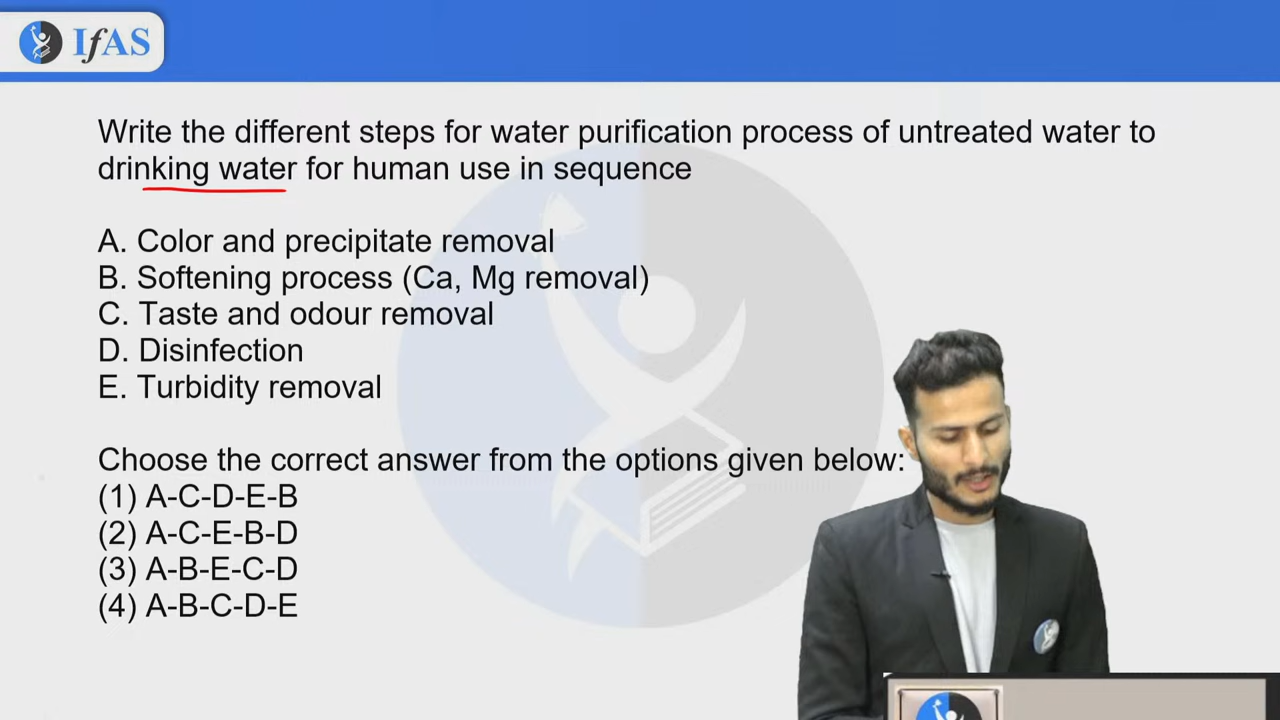 IfAS
Write the different steps for water purification process of untreated water to
drinking water for human use in sequence
A. Color and precipitate removal
B. Softening process (Ca, Mg removal)
C. Taste and odour removal
D. Disinfection
E. Turbidity removal
Choose the correct answer from the options given below:
(1) A-C-D-E-B
(2) A-C-E-B-D
(3) A-B-E-C-D
(4) A-B-C-D-E